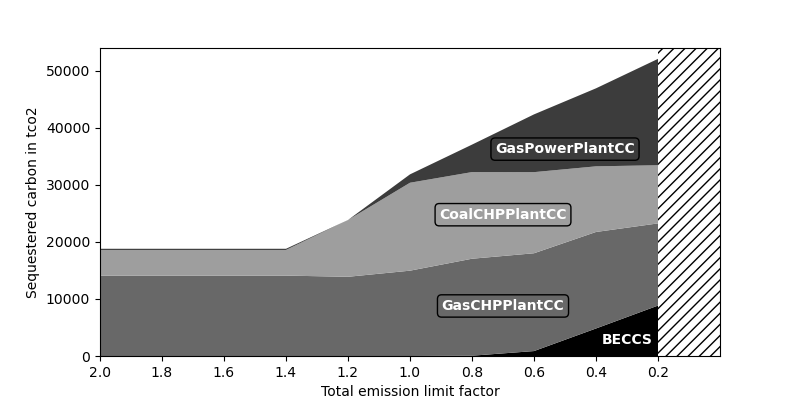 50000
40000
30000
20000
10000
0
Sequestered carbon in tco2
GasPowerPlantCC
CoalCHPPlantCC
GasCHPPlantCC
BECCS
2.0 1.8 1.6 1.4 1.2 1.0 0.8 0.6 0.4 0.2
Total emission limit factor